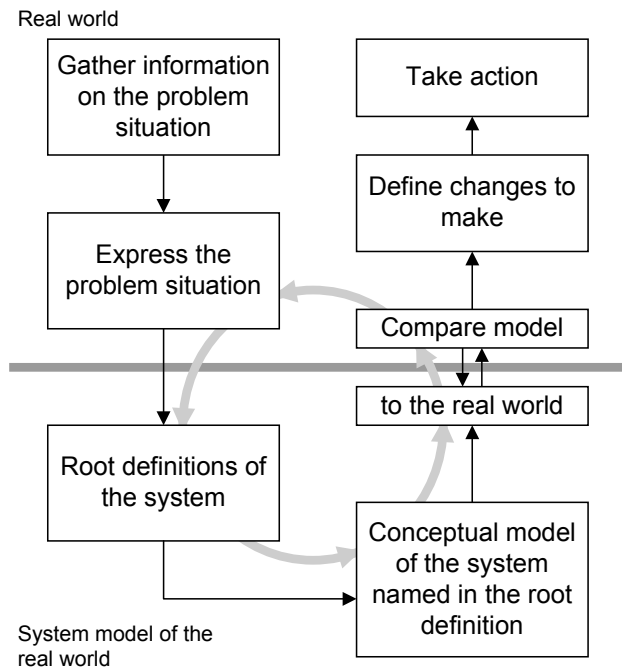 Real world
Gather information
on the problem
situation
Express the
problem situation
Root definitions of
the system
Conceptual model
of the system
named in the root
definition
to the real world
Compare model
Define changes to
make
Take action
System model of the
real world